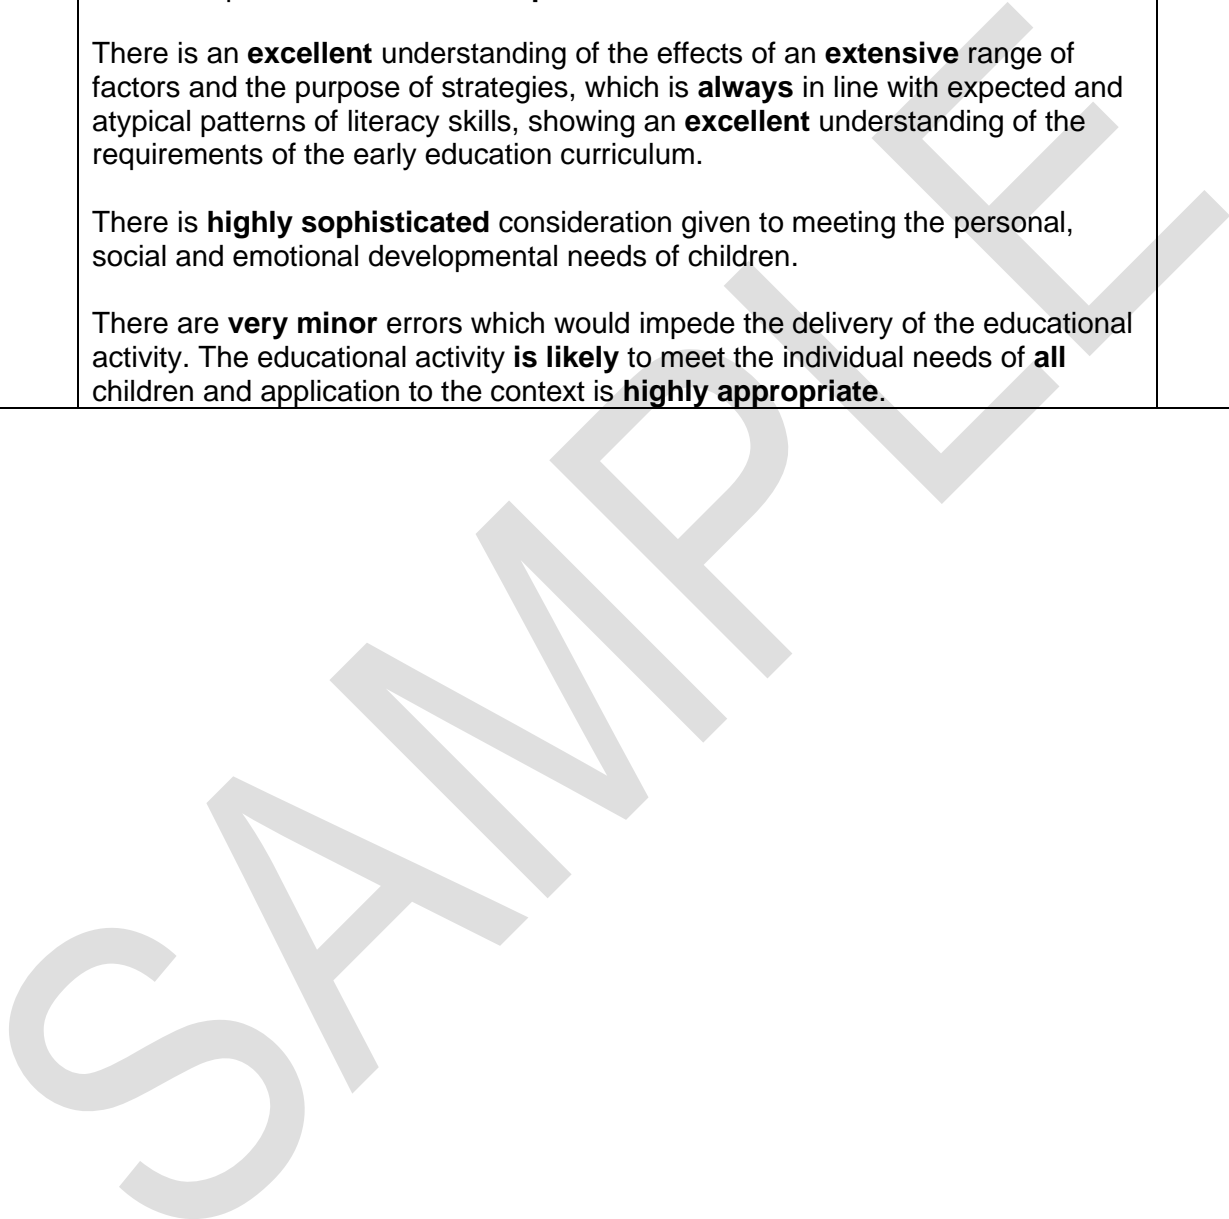 There is an excellent understanding of the effects of an extensive range of
factors and the purpose of strategies, which is always in line with expected and
atypical patterns of literacy skills, showing an excellent understanding of the
requirements of the early education curriculum.
There is highly sophisticated consideration given to meeting the personal,
social and emotional developmental needs of children.
There are very minor errors which would impede the delivery of the educational
activity. The educational activity is likely to meet the individual needs of all
children and application to the context is highly appropriate.
SAMPLE